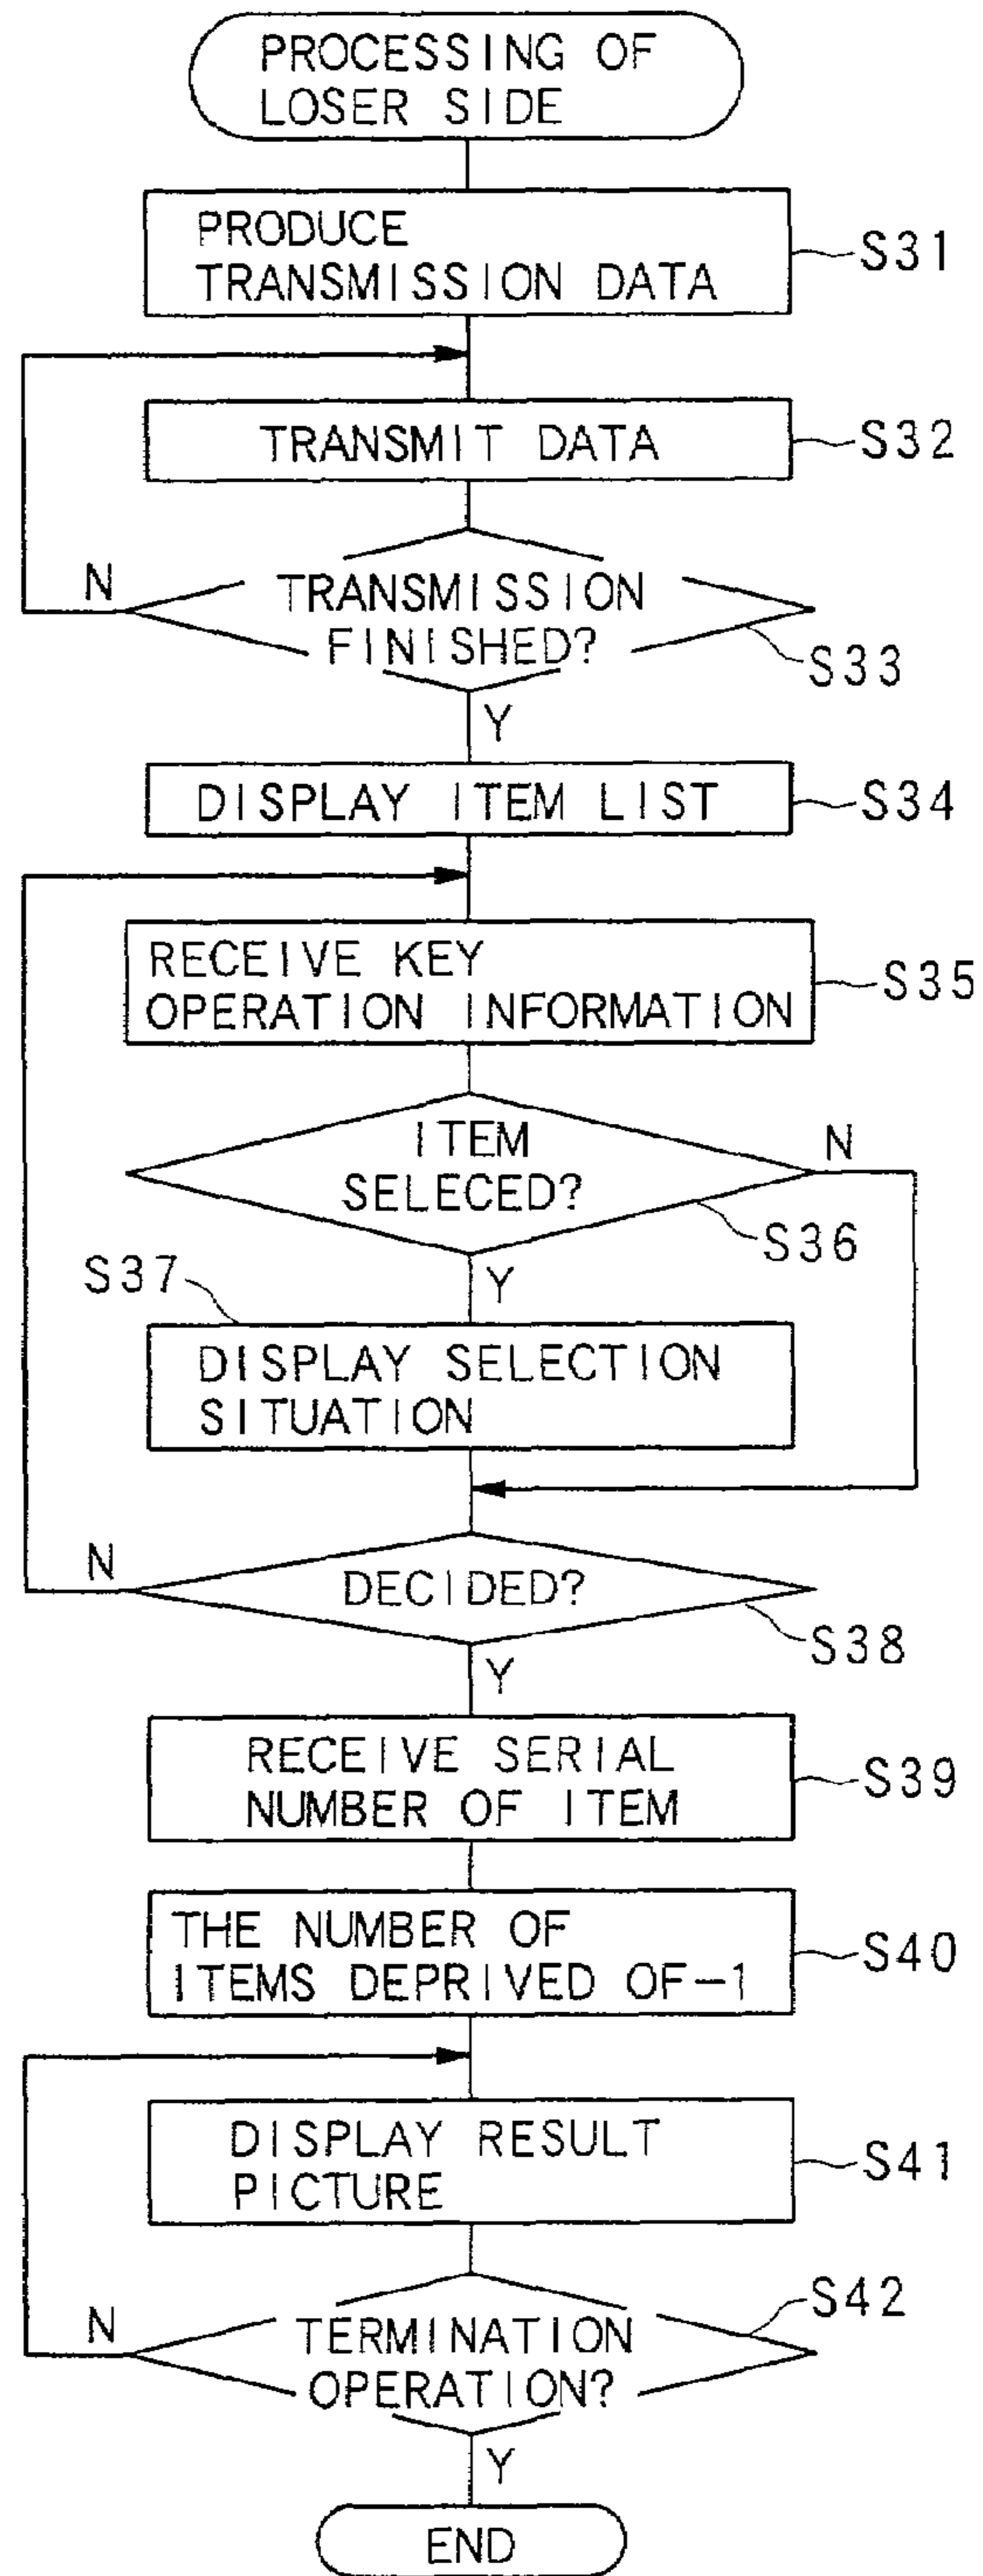 PROCESSING OF
LOSER SIDE
PRODUCE
TRANSMISSION DATA
S31
TRANSMIT DATA
S32
N
TRANSMISSION
FINISHED?
S33
Y
DISPLAY ITEM LIST
S34
RECEIVE KEY
OPERATION INFORMATION
S35
ITEM
SELECED?
N
S36
S37
Y
DISPLAY SELECTION
SITUATION
N
DECIDED?
S38
Y
RECEIVE SERIAL
NUMBER OF ITEM
S39
THE NUMBER OF
ITEMS DEPRIVED OF-1
S40
DISPLAY RESULT
PICTURE
S41
S42
N
TERMINATION
OPERATION?
Y
END